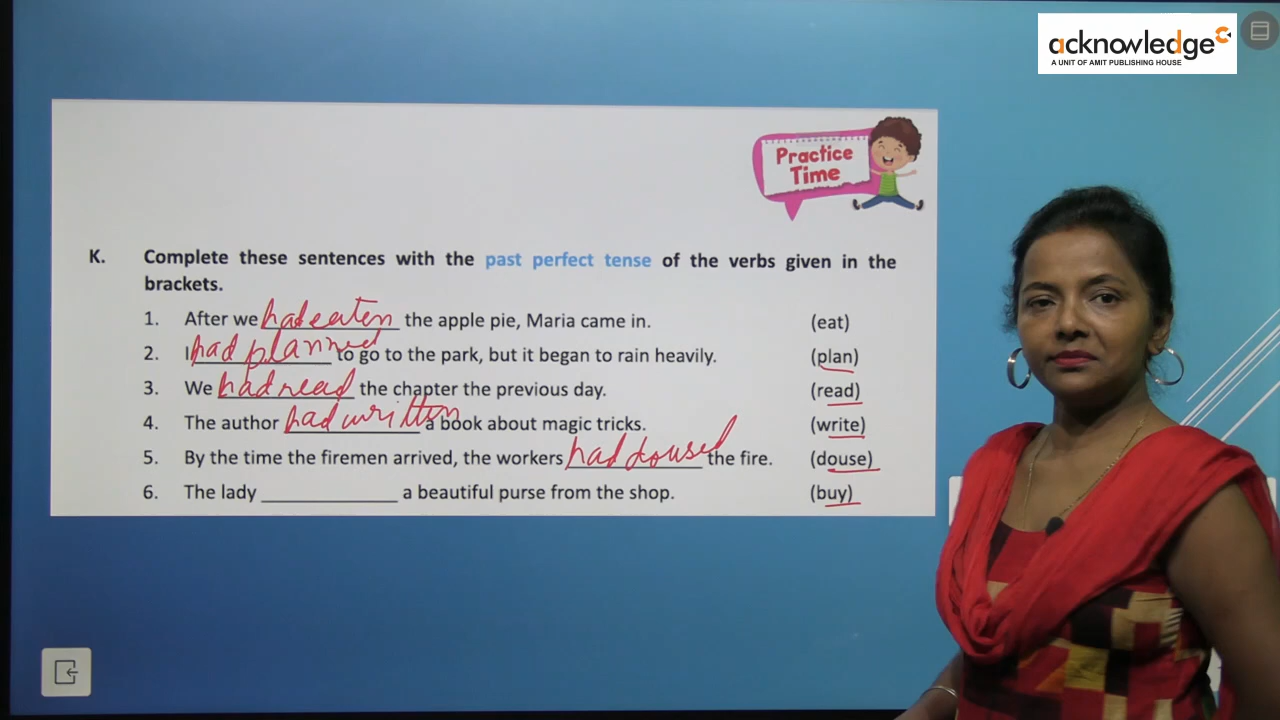 acknowledge
A UNIT OF AMIT PUBLISHING HOUSE
Practice
Time
K. Complete these sentences with the past perfect tense of the verbs given in the
brackets.
1. After we had eaten the apple pie, Maria came in. (eat)
2. I had planned to go to the park, but it began to rain heavily. (plan)
3. We had read the chapter the previous day. (read)
4. The author had written a book about magic tricks. (write)
5. By the time the firemen arrived, the workers had doused the fire. (douse)
6. The lady ____________ a beautiful purse from the shop. (buy)